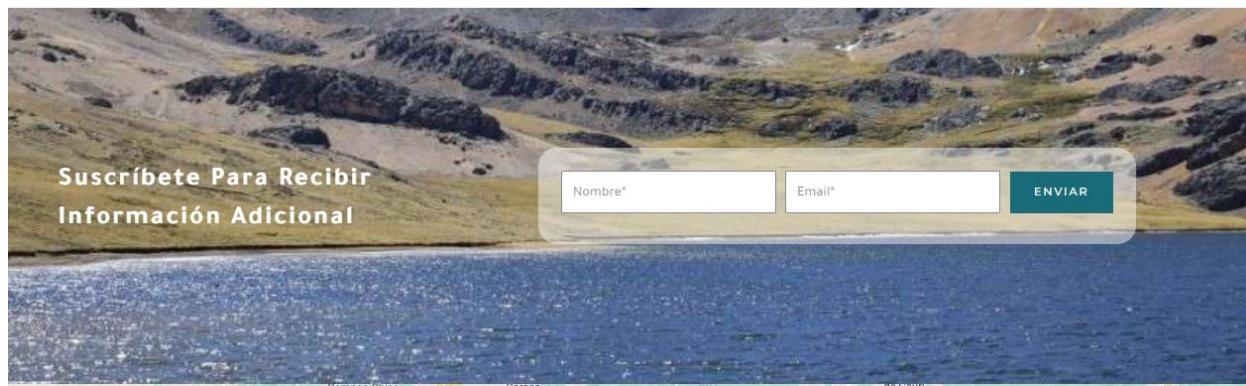 Suscríbete Para Recibir
Información Adicional
Nombre*
Email*
ENVIAR